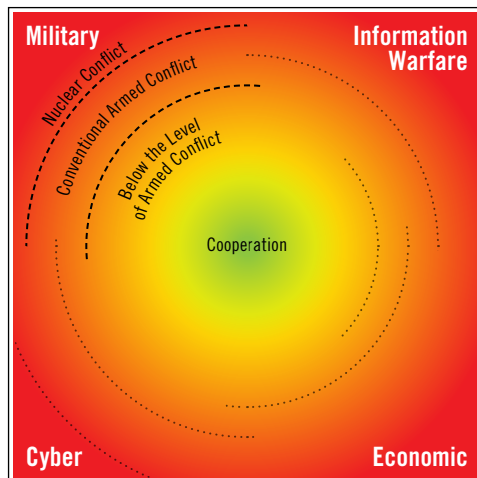 Military
Information
Warfare
Nuclear Conflict
Conventional Armed Conflict
Below the Level
of Armed Conflict
Cooperation
Cyber
Economic